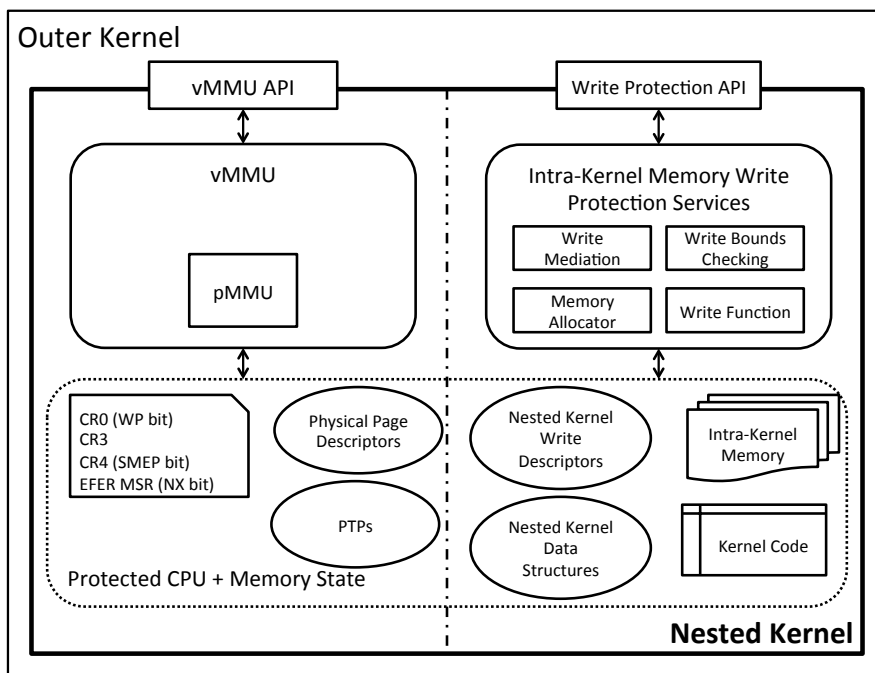 Outer Kernel
vMMU API
Write Protection API
vMMU
pMMU
Intra-Kernel Memory Write
Protection Services
Write
Mediation
Write Bounds
Checking
Memory
Allocator
Write Function
CR0 (WP bit)
CR3
CR4 (SMEP bit)
EFER MSR (NX bit)
Physical Page
Descriptors
PTPs
Nested Kernel
Write
Descriptors
Intra-Kernel
Memory
Nested Kernel
Data
Structures
Kernel Code
Protected CPU + Memory State
Nested Kernel